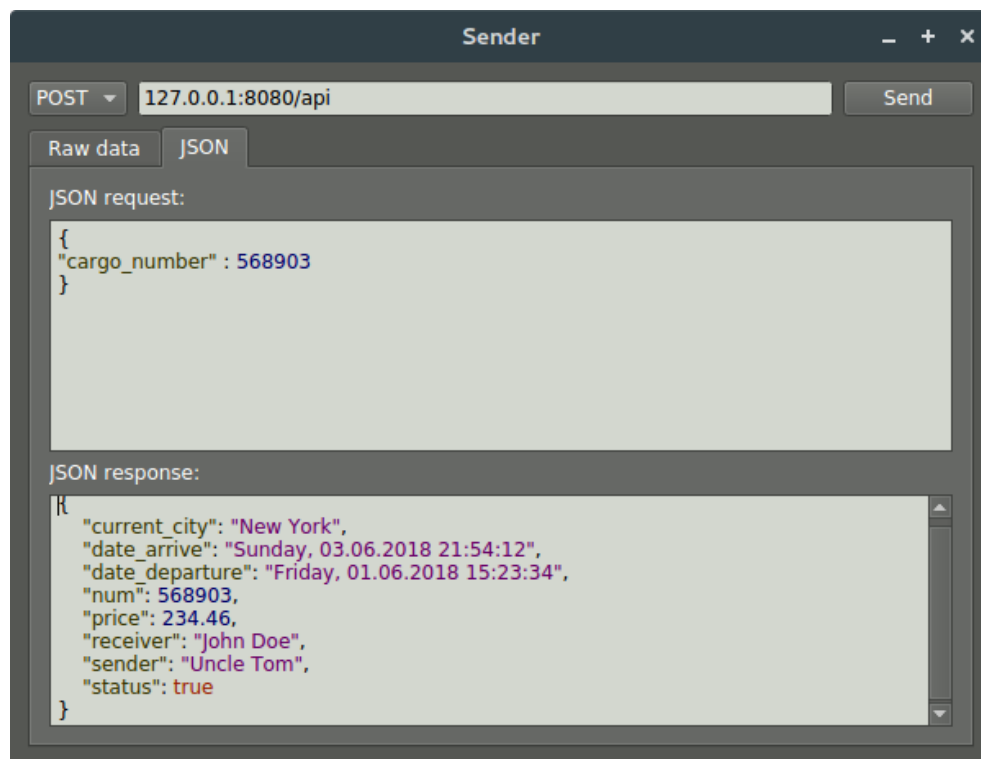 Sender
POST 127.0.0.1:8080/api Send
Raw data JSON
JSON request:
{
"cargo_number" : 568903
}
JSON response:
{
"current_city": "New York",
"date_arrive": "Sunday, 03.06.2018 21:54:12",
"date_departure": "Friday, 01.06.2018 15:23:34",
"num": 568903,
"price": 234.46,
"receiver": "John Doe",
"sender": "Uncle Tom",
"status": true
}